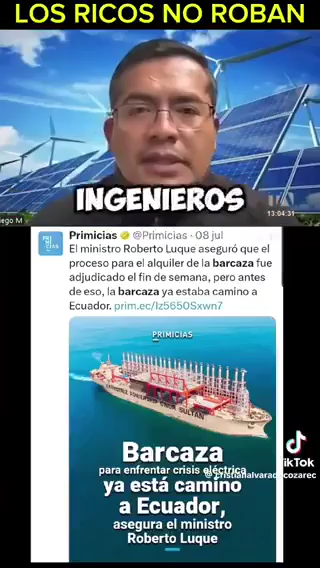 LOS RICOS NO ROBAN
INGENIEROS
iego M
13:04:31
PRIMICIAS
Primicias @Primicias · 08 jul
El ministro Roberto Luque aseguró que el
proceso para el alquiler de la barcaza fue
adjudicado el fin de semana, pero antes
de eso, la barcaza ya estaba camino a
Ecuador. prim.ec/Iz565OSxwn7
PRIMICIAS
Barcaza
para enfrentar crisis eléctrica
ya está camino
a Ecuador,
asegura el ministro
Roberto Luque
TikTok